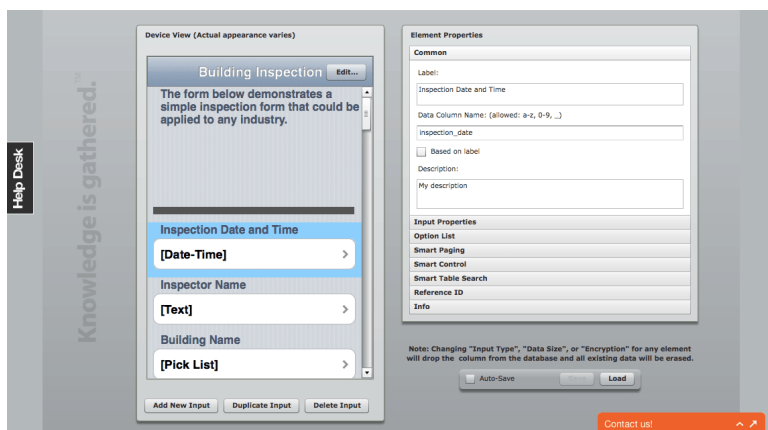 Device View (Actual appearance varies)
Building Inspection
Edit...
The form below demonstrates a
simple inspection form that could be
applied to any industry.
Inspection Date and Time
[Date-Time]
Inspector Name
[Text]
Building Name
[Pick List]
Add New Input
Duplicate Input
Delete Input
Element Properties
Common
Label:
Inspection Date and Time
Data Column Name: (allowed: a-z, 0-9, _)
inspection_date
Based on label
Description:
My description
Input Properties
Option List
Smart Paging
Smart Control
Smart Table Search
Reference ID
Info
Note: Changing "Input Type", "Data Size", or "Encryption" for any element
will drop the column from the database and all existing data will be erased.
Auto-Save
Load
Help Desk
Knowledge is gathered.™
Contact us!